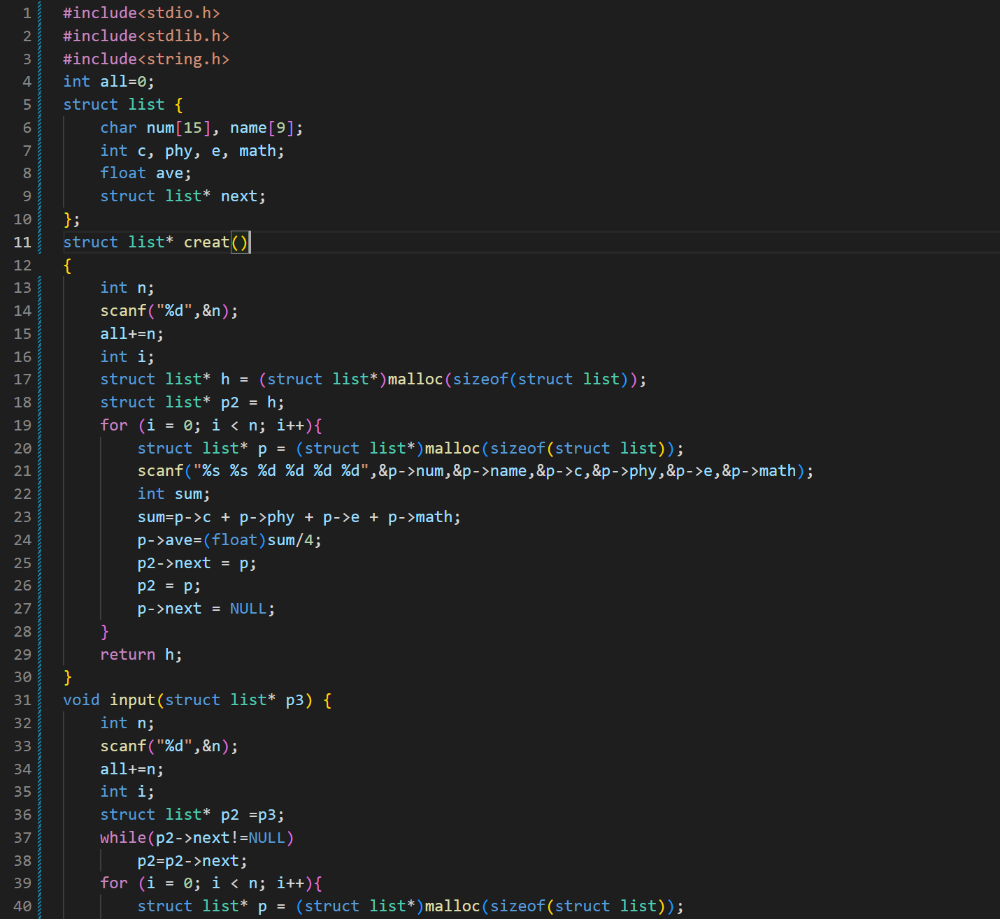 1 #include<stdio.h>
2 #include<stdlib.h>
3 #include<string.h>
4 int all=0;
5 struct list {
6     char num[15], name[9];
7     int c, phy, e, math;
8     float ave;
9     struct list* next;
10 };
11 struct list* creat()
12 {
13     int n;
14     scanf("%d",&n);
15     all+=n;
16     int i;
17     struct list* h = (struct list*)malloc(sizeof(struct list));
18     struct list* p2 = h;
19     for (i = 0; i < n; i++){
20         struct list* p = (struct list*)malloc(sizeof(struct list));
21         scanf("%s %s %d %d %d %d",&p->num,&p->name,&p->c,&p->phy,&p->e,&p->math);
22         int sum;
23         sum=p->c + p->phy + p->e + p->math;
24         p->ave=(float)sum/4;
25         p2->next = p;
26         p2 = p;
27         p->next = NULL;
28     }
29     return h;
30 }
31 void input(struct list* p3) {
32     int n;
33     scanf("%d",&n);
34     all+=n;
35     int i;
36     struct list* p2 =p3;
37     while(p2->next!=NULL)
38         p2=p2->next;
39     for (i = 0; i < n; i++){
40         struct list* p = (struct list*)malloc(sizeof(struct list));